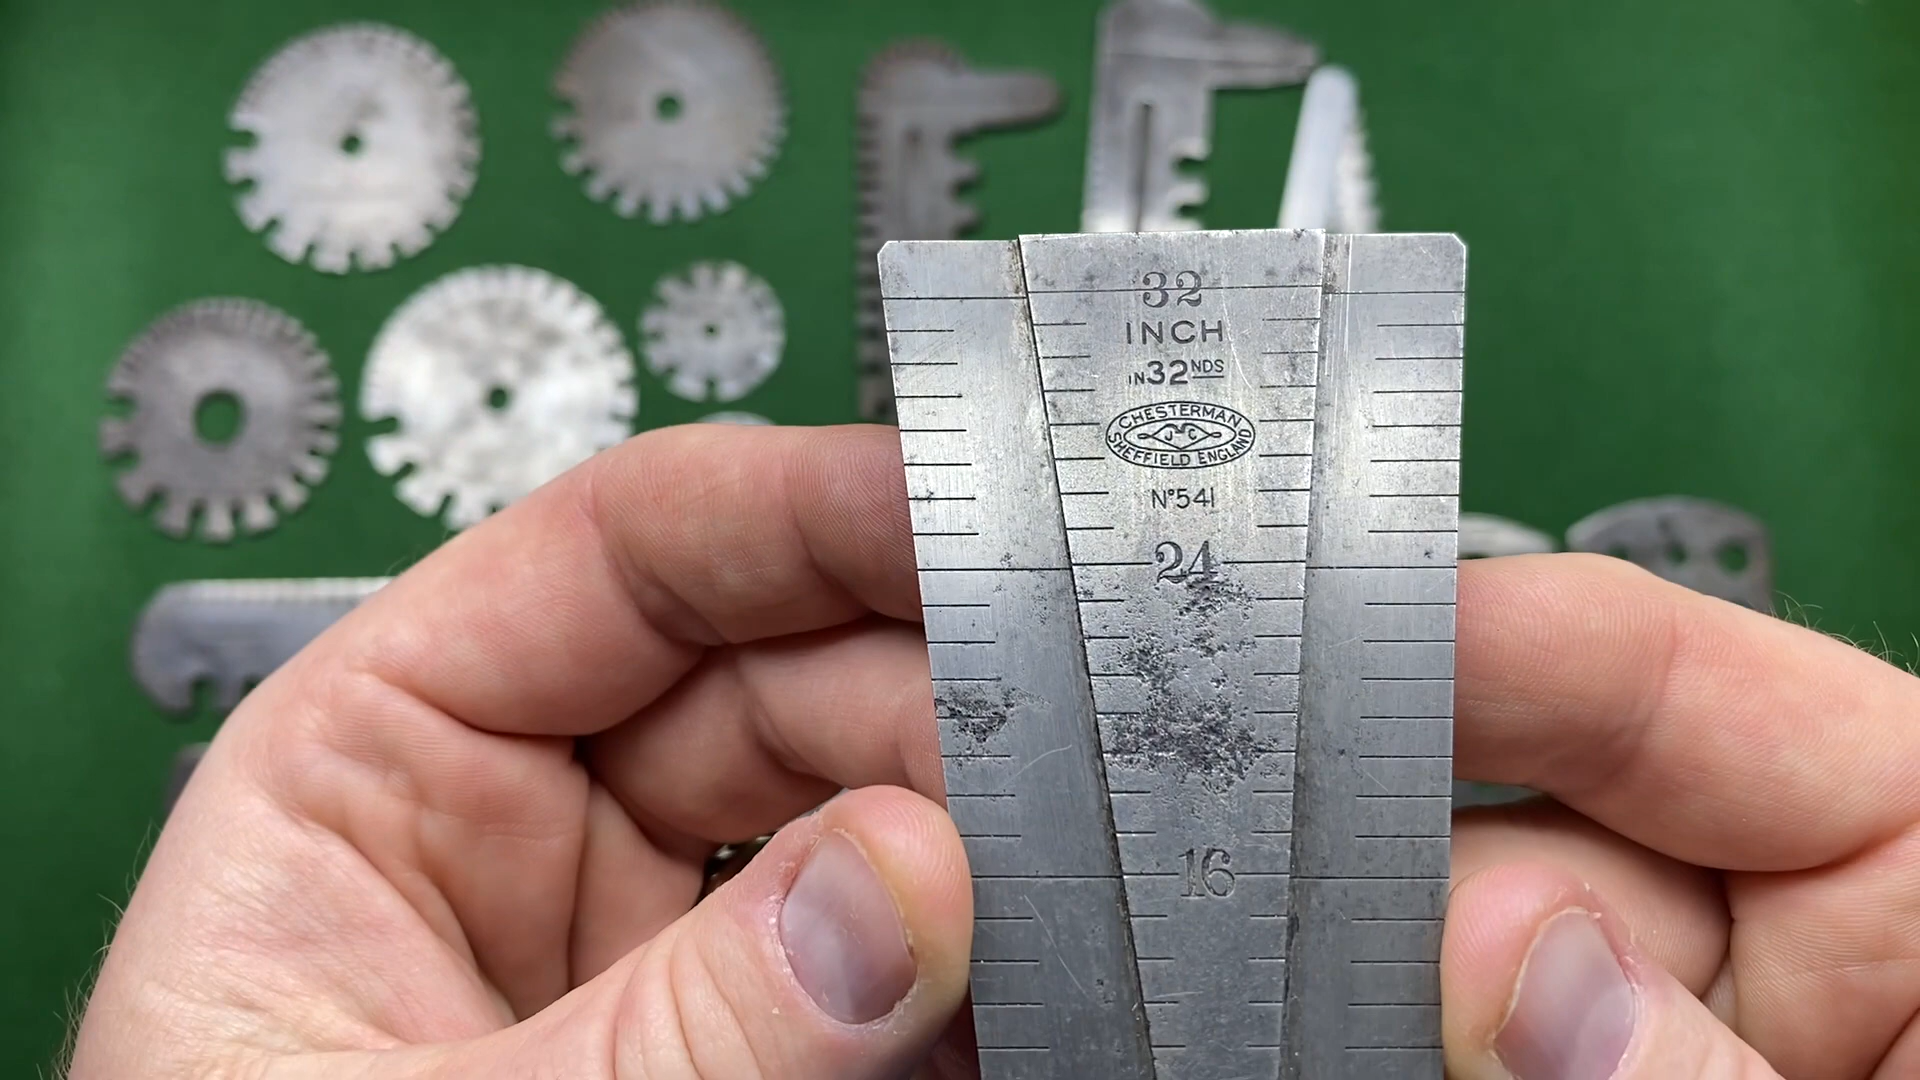 32
INCH
IN 32NDS
CHESTERMAN
J C
SHEFFIELD ENGLAND
Nº541
24
16